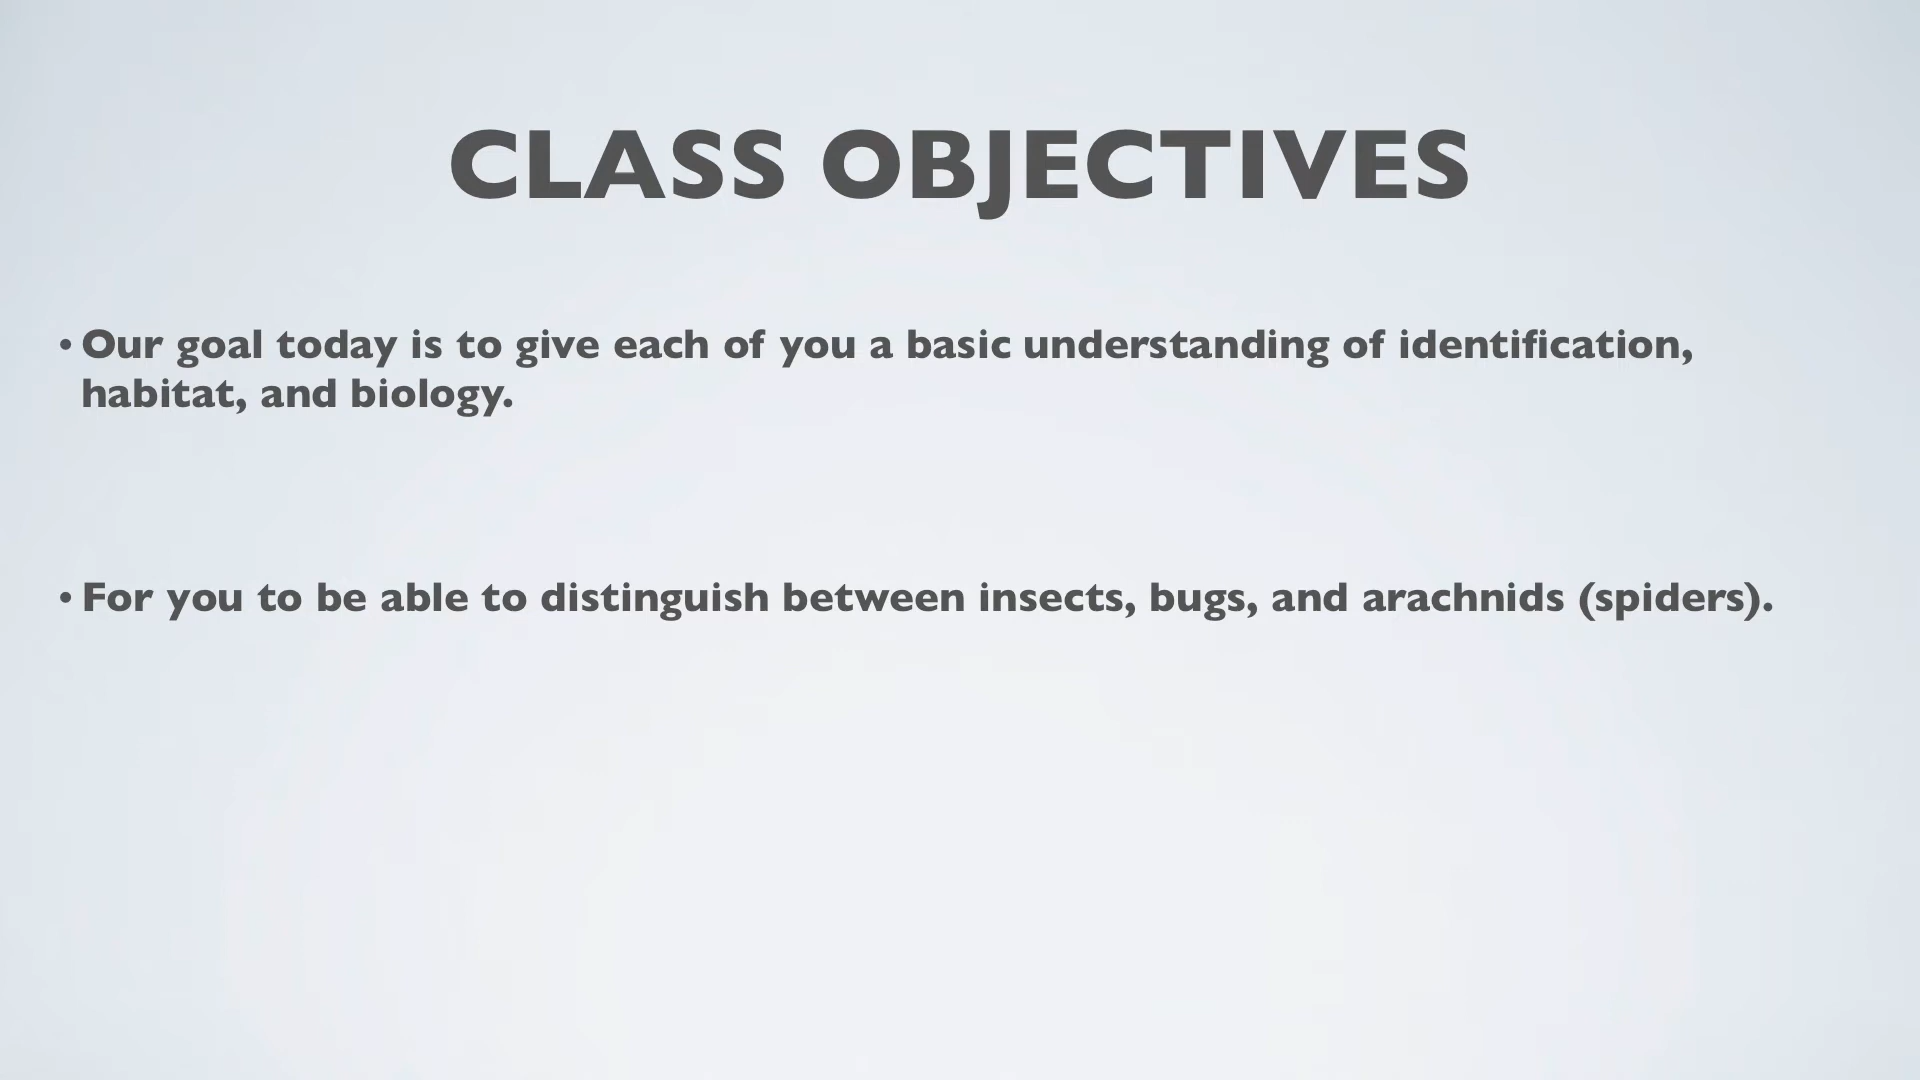 CLASS OBJECTIVES
• Our goal today is to give each of you a basic understanding of identification,
habitat, and biology.
• For you to be able to distinguish between insects, bugs, and arachnids (spiders).